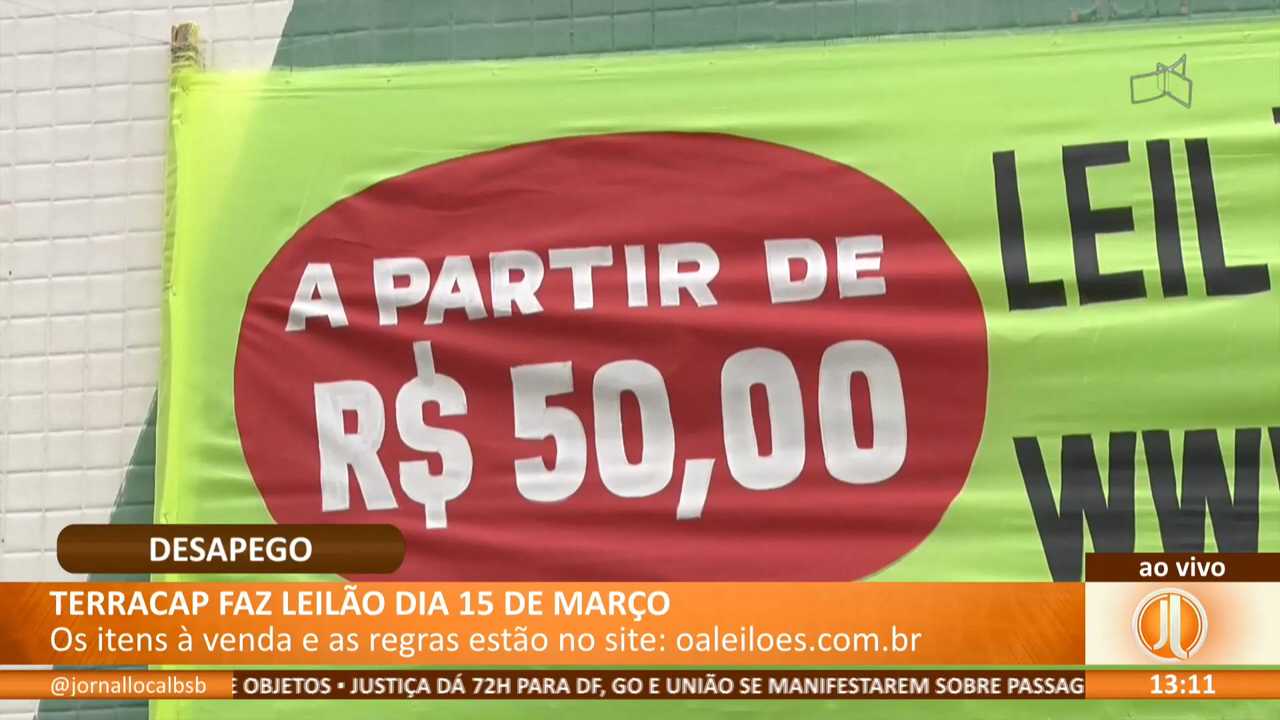 A PARTIR DE
R$ 50,00
LEIL
WWW
DESAPEGO
ao vivo
TERRACAP FAZ LEILÃO DIA 15 DE MARÇO
Os itens à venda e as regras estão no site: oaleiloes.com.br
JL
@jornallocalbsb
E OBJETOS • JUSTIÇA DÁ 72H PARA DF, GO E UNIÃO SE MANIFESTAREM SOBRE PASSAG
13:11